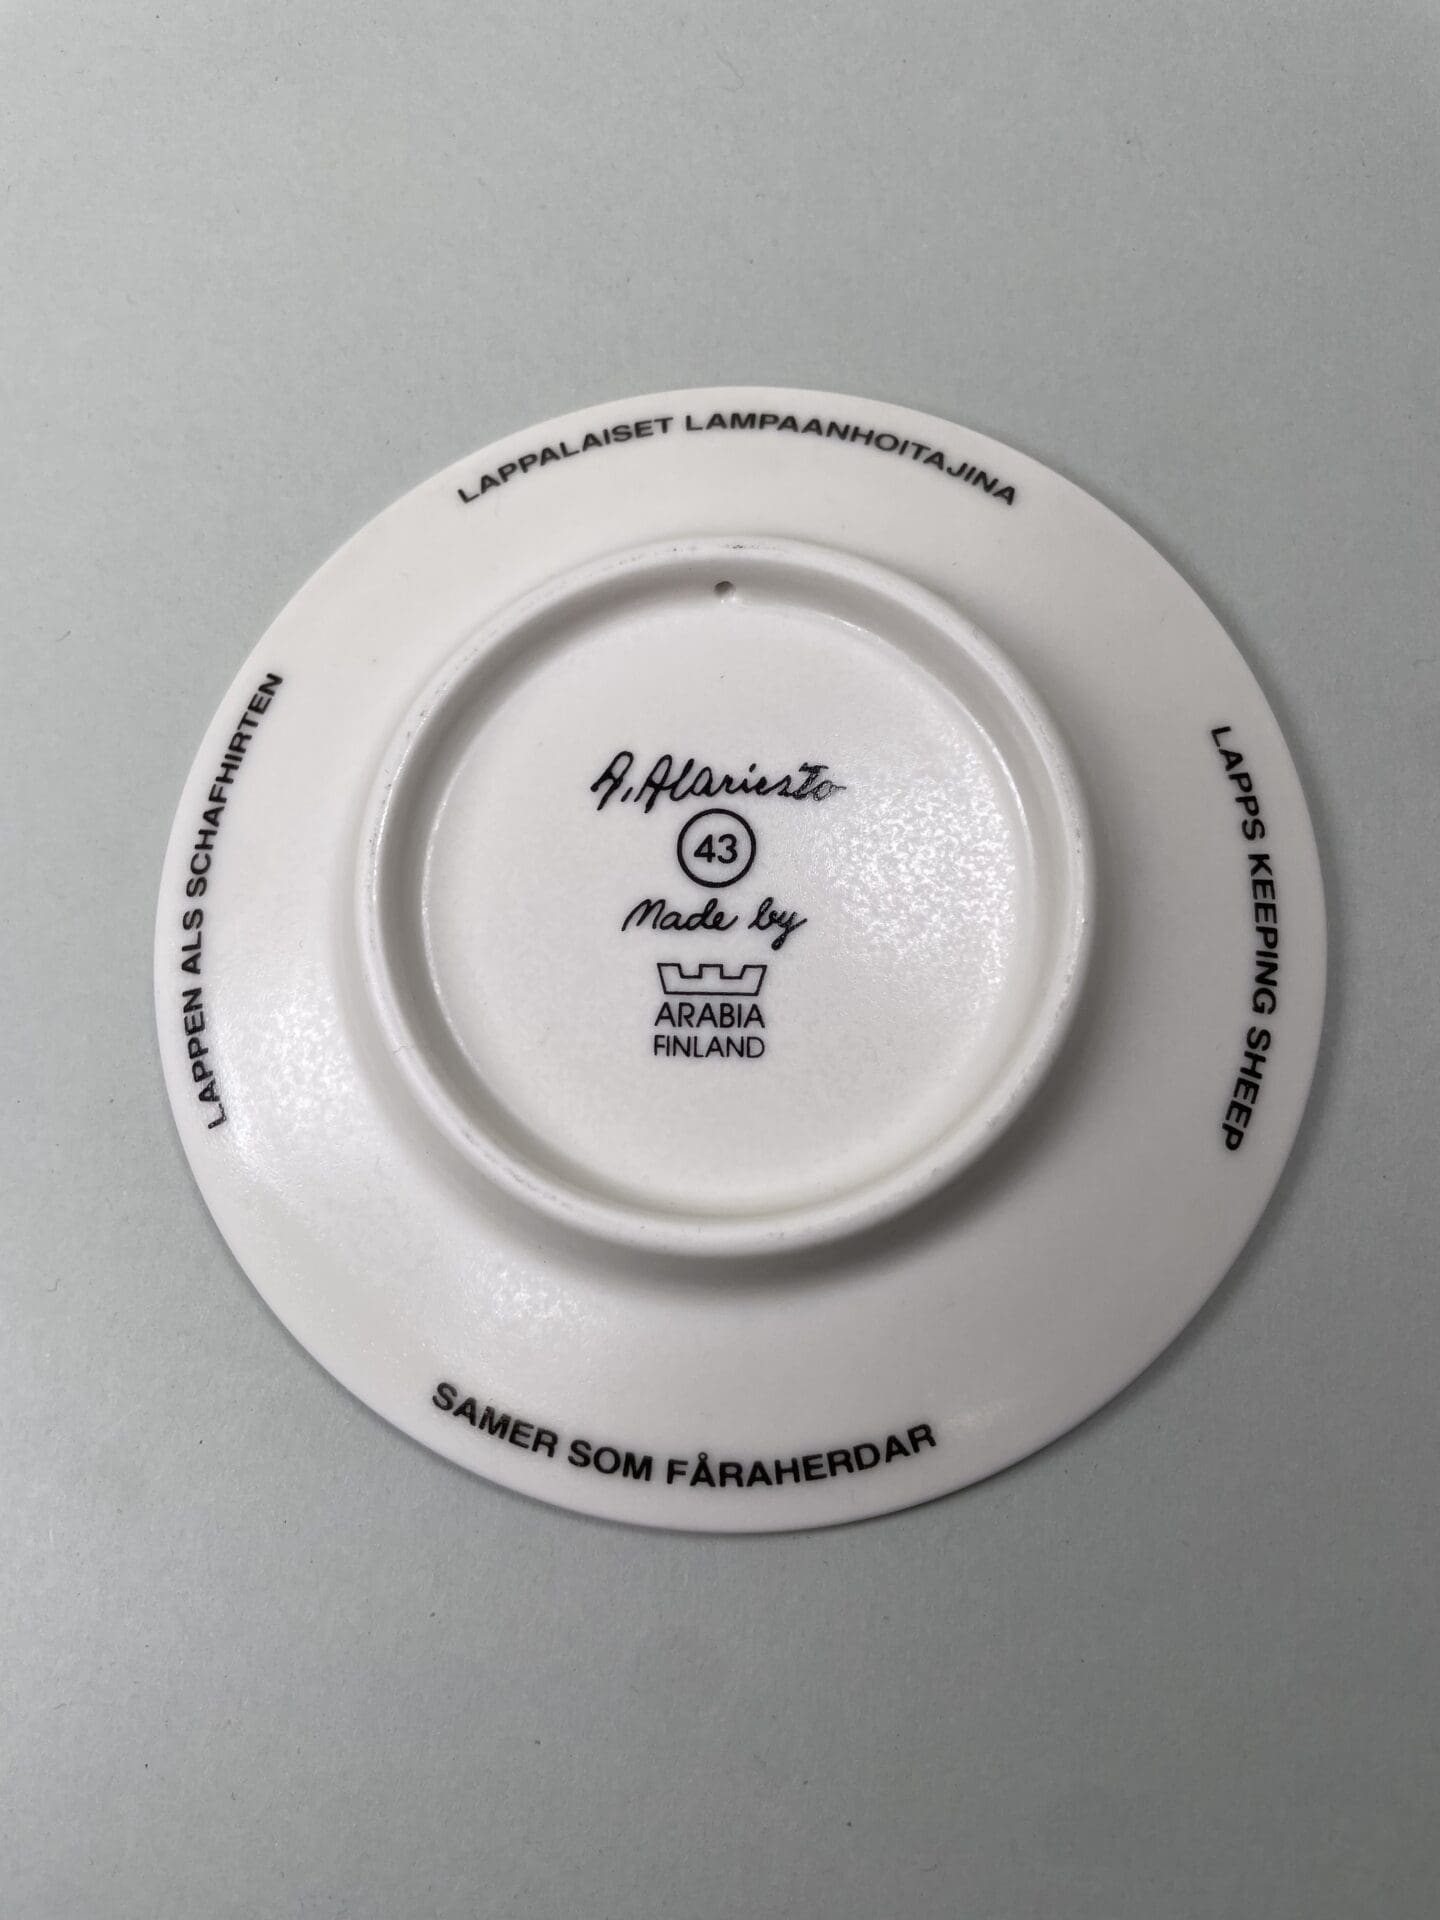 LAPPALAISET LAMPAANHOITAJINA
LAPPS KEEPING SHEEP
SAMER SOM FÅRAHERDAR
LAPPEN ALS SCHAFHIRTEN
A. Alariesto
43
Made by
ARABIA
FINLAND